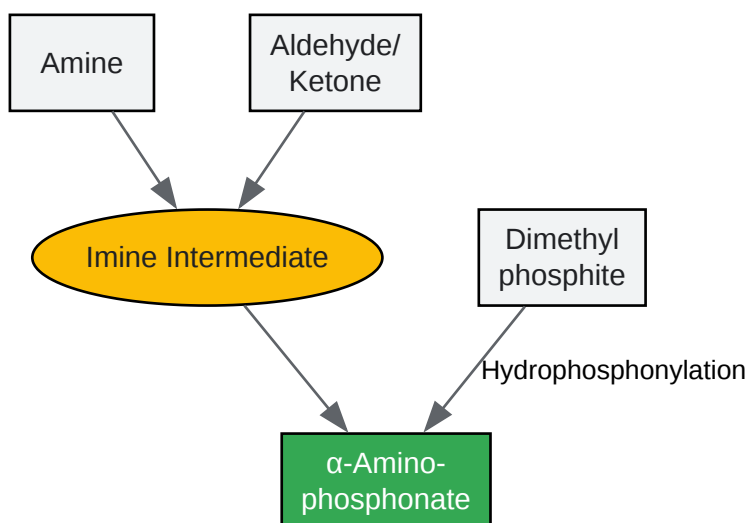 Amine
Aldehyde/
Ketone
Imine Intermediate
Dimethyl
phosphite
Hydrophosphonylation
α-Amino-
phosphonate